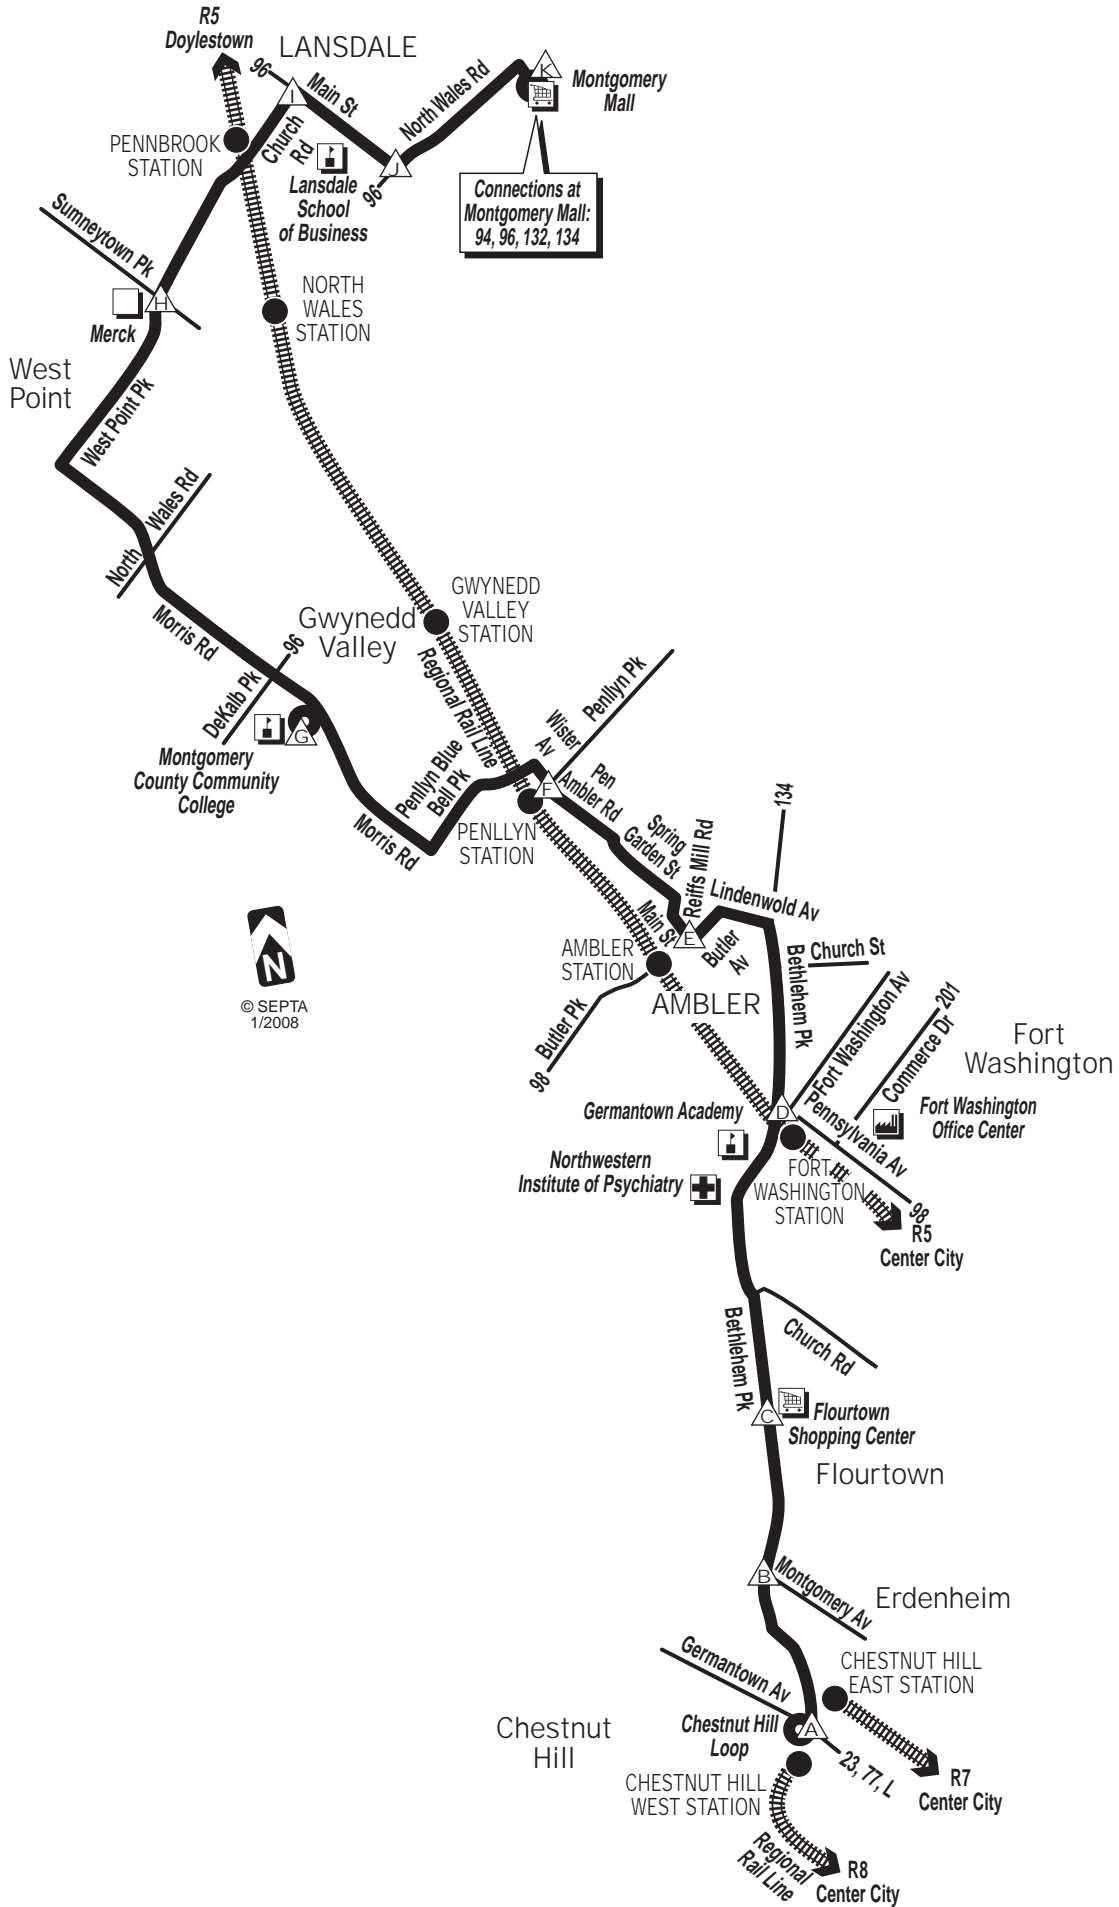 R5
Doylestown
LANSDALE
96
Main St
North Wales Rd
K
Montgomery
Mall
I
PENNBROOK
STATION
Church
Rd
J
96
Lansdale
School
of Business
Connections at
Montgomery Mall:
94, 96, 132, 134
Sumneytown Pk
H
Merck
NORTH
WALES
STATION
West
Point
West Point Pk
North
Wales Rd
Morris Rd
GWYNEDD
VALLEY
STATION
Gwynedd
Valley
96
DeKalb Pk
G
Montgomery
County Community
College
Regional Rail Line
Penllyn Blue
Bell Pk
Morris Rd
Wister
Av
Penllyn Pk
F
Pen
Ambler Rd
PENLLYN
STATION
Spring
Garden St
Reiffs Mill Rd
134
Lindenwold Av
Main St
E
Butler
Av
Church St
Bethlehem Pk
AMBLER
STATION
N
© SEPTA
1/2008
AMBLER
Butler Pk
98
Fort Washington Av
201
Commerce Dr
Fort
Washington
D
Pennsylvania Av
Germantown Academy
Fort Washington
Office Center
Northwestern
Institute of Psychiatry
FORT
WASHINGTON
STATION
98
R5
Center City
Church Rd
Bethlehem Pk
C
Flourtown
Shopping Center
Flourtown
B
Montgomery Av
Erdenheim
Germantown Av
CHESTNUT HILL
EAST STATION
Chestnut
Hill
Chestnut Hill
Loop
A
23, 77, L
R7
Center City
CHESTNUT HILL
WEST STATION
Regional
Rail Line
R8
Center City